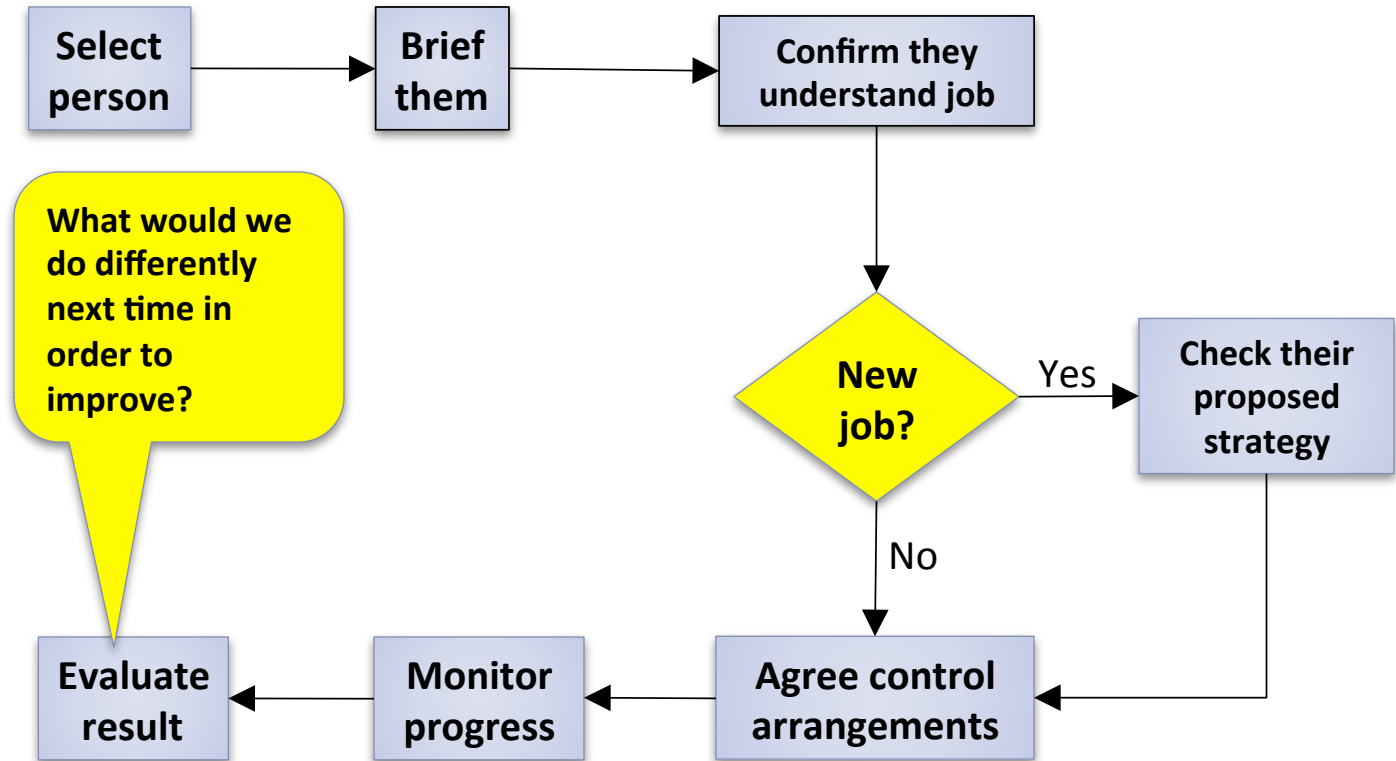 Select
person
Brief
them
Confirm they
understand job
What would we
do differently
next time in
order to
improve?
New
job?
Yes
Check their
proposed
strategy
No
Agree control
arrangements
Monitor
progress
Evaluate
result